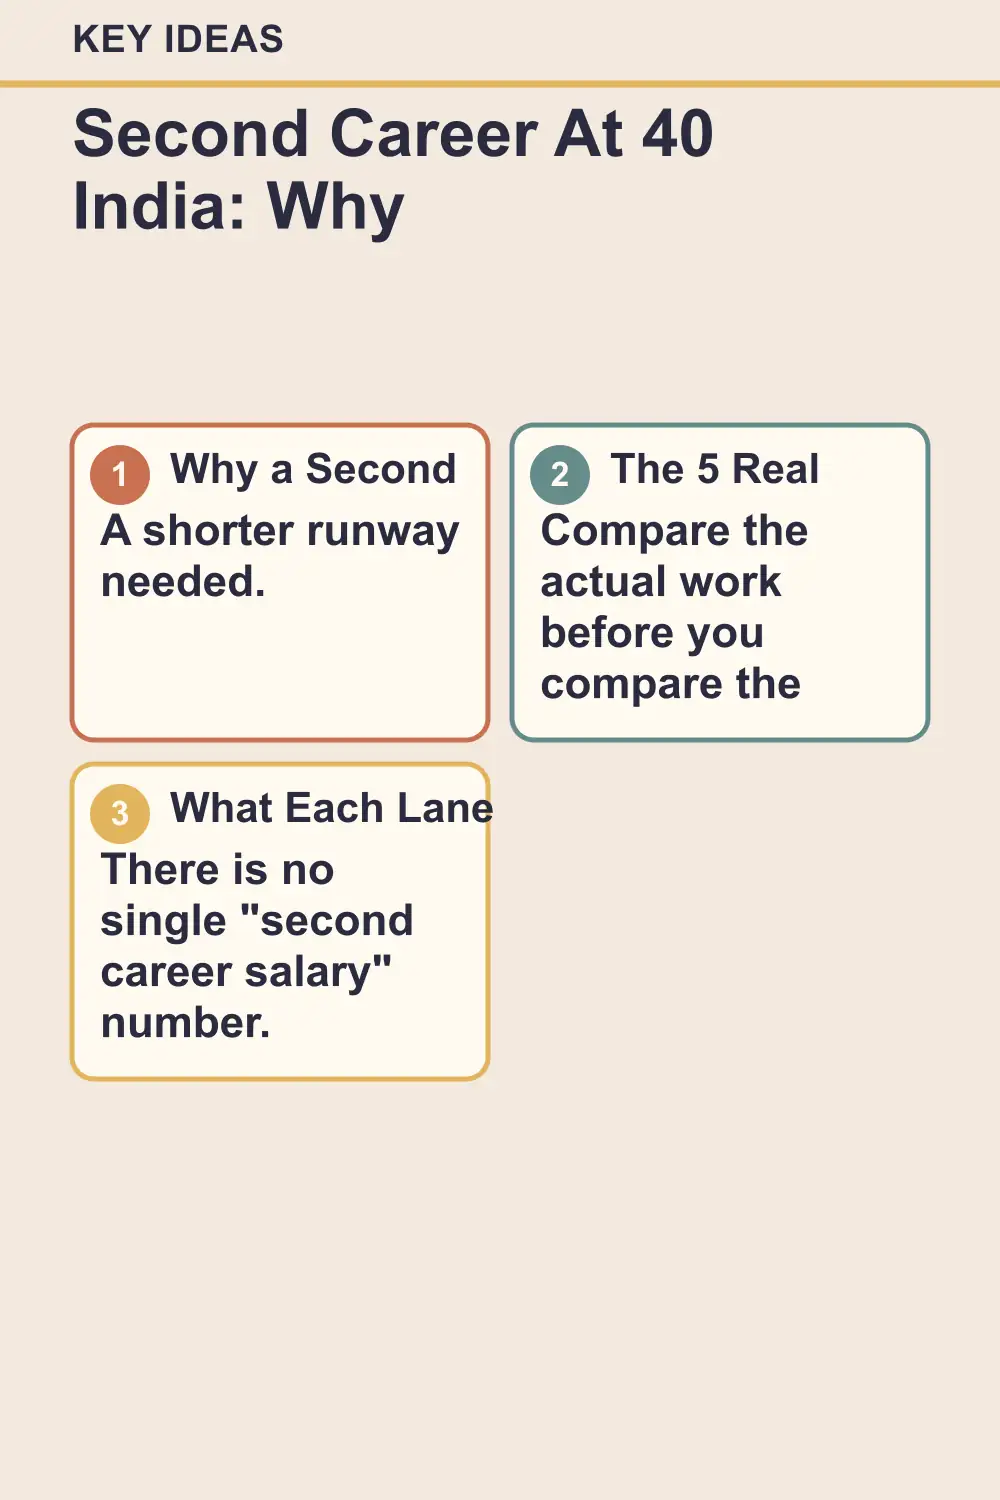 KEY IDEAS
Second Career At 40
India: Why
1 Why a Second
A shorter runway
needed.
2 The 5 Real
Compare the
actual work
before you
compare the
3 What Each Lane
There is no
single "second
career salary"
number.